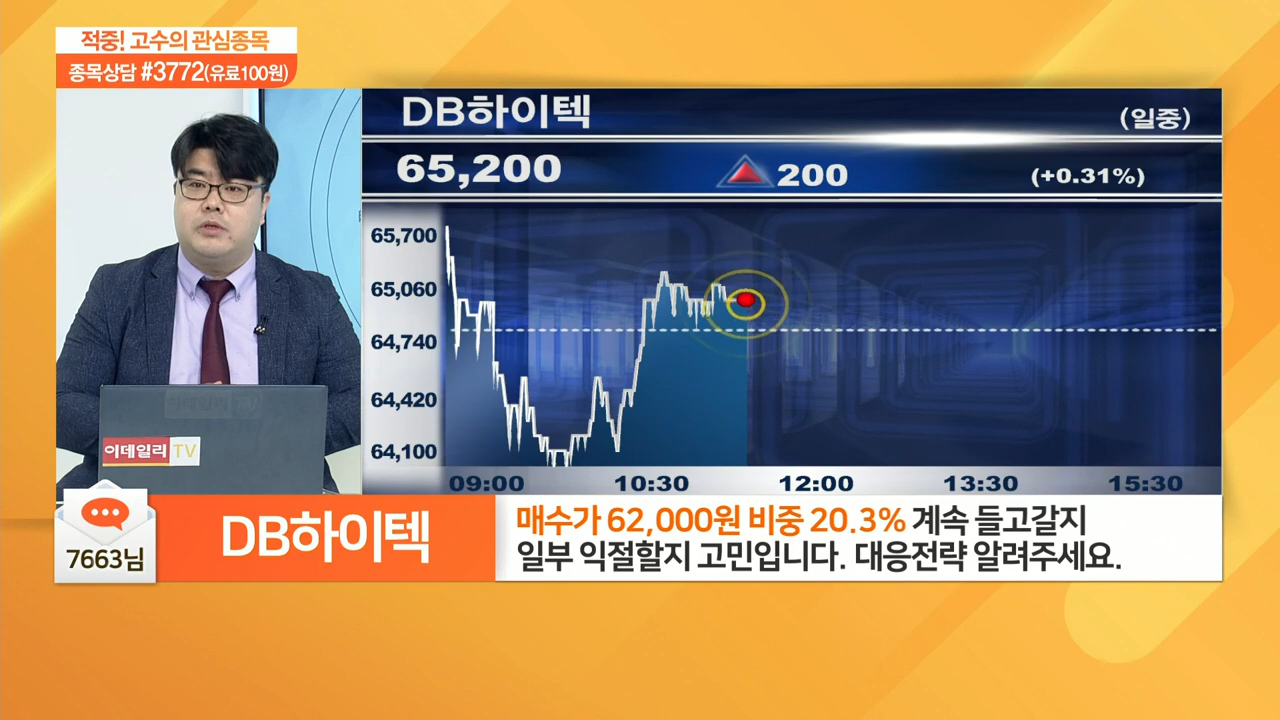 적중! 고수의 관심종목
종목상담 #3772(유료100원)
DB하이텍
(일중)
65,200
200
(+0.31%)
65,700
65,060
64,740
64,420
64,100
09:00
10:30
12:00
13:30
15:30
이데일리TV
7663님
DB하이텍
매수가 62,000원 비중 20.3% 계속 들고갈지
일부 익절할지 고민입니다. 대응전략 알려주세요.